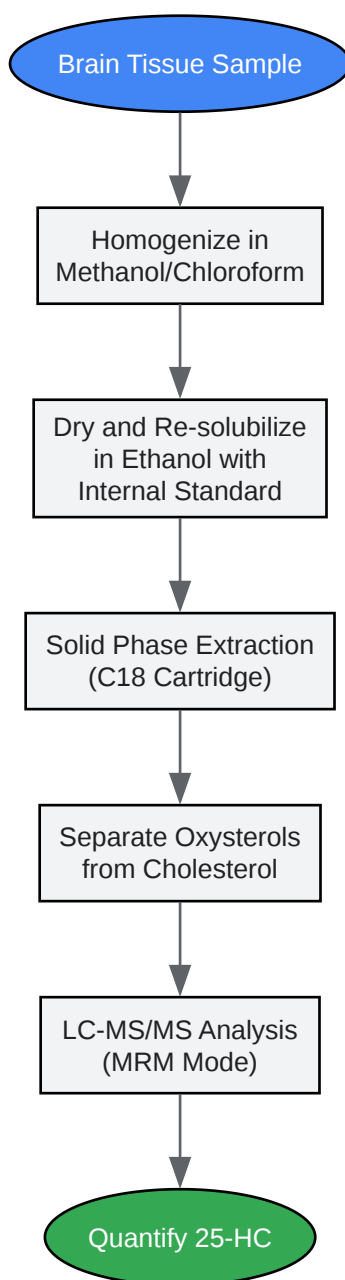 Brain Tissue Sample
Homogenize in
Methanol/Chloroform
Dry and Re-solubilize
in Ethanol with
Internal Standard
Solid Phase Extraction
(C18 Cartridge)
Separate Oxysterols
from Cholesterol
LC-MS/MS Analysis
(MRM Mode)
Quantify 25-HC